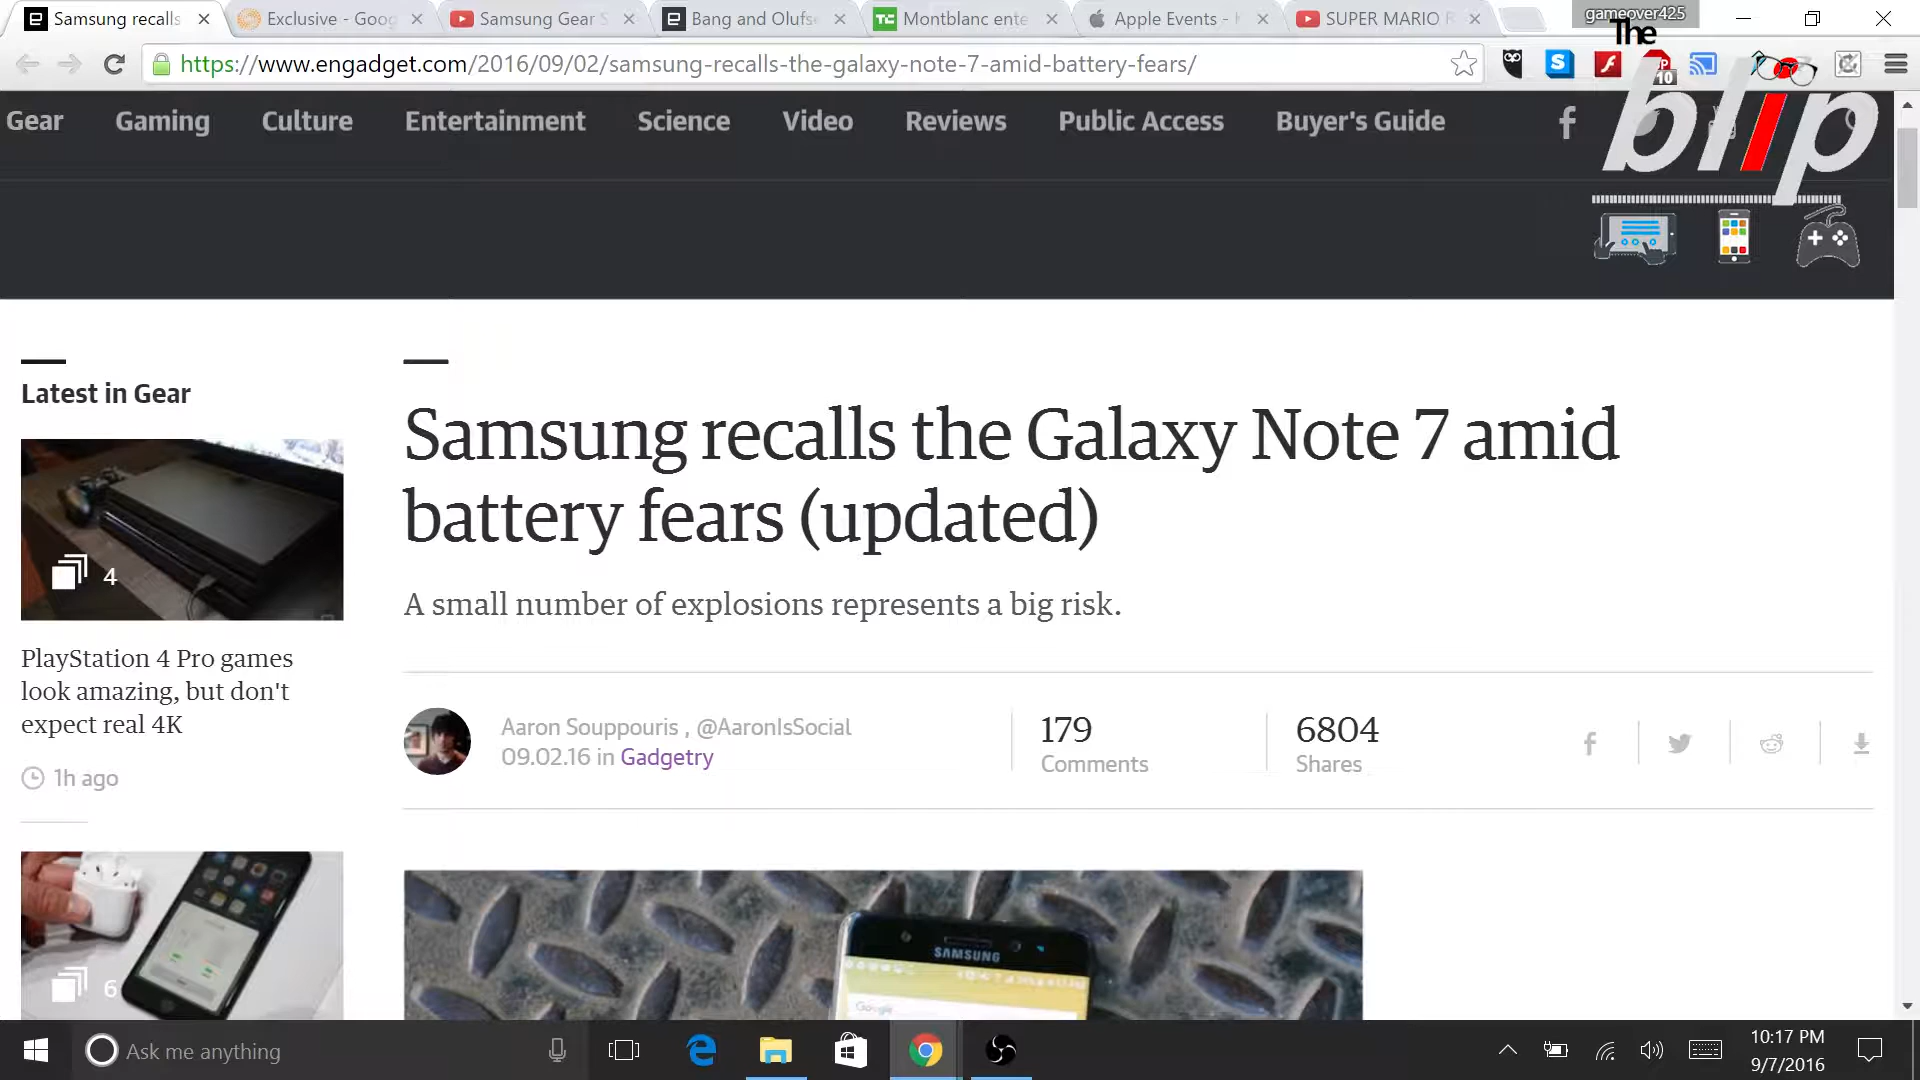 Samsung recalls
Exclusive - Goog
Samsung Gear S
Bang and Olufse
Montblanc ente
Apple Events -
SUPER MARIO R
gameover425
https://www.engadget.com/2016/09/02/samsung-recalls-the-galaxy-note-7-amid-battery-fears/
10
The
blip
Gear
Gaming
Culture
Entertainment
Science
Video
Reviews
Public Access
Buyer's Guide
Latest in Gear
4
PlayStation 4 Pro games
look amazing, but don't
expect real 4K
1h ago
6
Samsung recalls the Galaxy Note 7 amid
battery fears (updated)
A small number of explosions represents a big risk.
Aaron Souppouris , @AaronIsSocial
09.02.16 in Gadgetry
179
Comments
6804
Shares
SAMSUNG
Google
Ask me anything
10:17 PM
9/7/2016